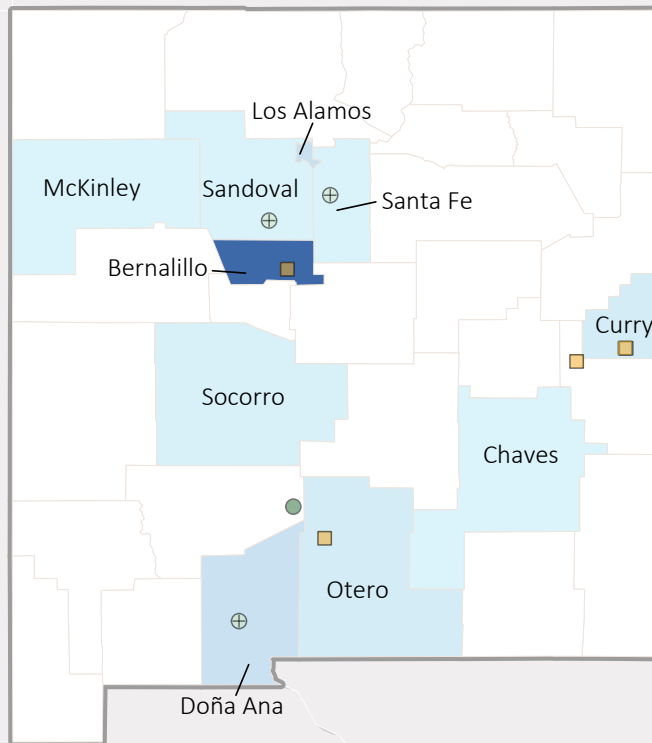 Los Alamos
McKinley
Sandoval
Santa Fe
Bernalillo
Curry
Socorro
Chaves
Otero
Doña Ana